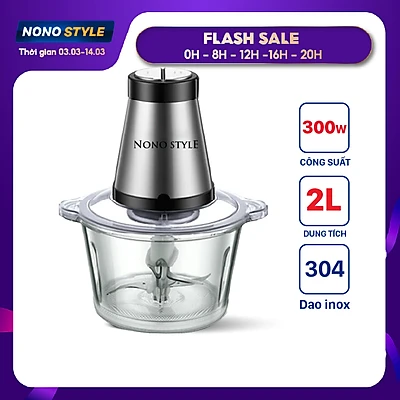 NONO STYLE
Thời gian 03.03-14.03
FLASH SALE
0H - 8H - 12H -16H - 20H
NONO STYLE
300W
CÔNG SUẤT
2L
DUNG TÍCH
304
Dao inox